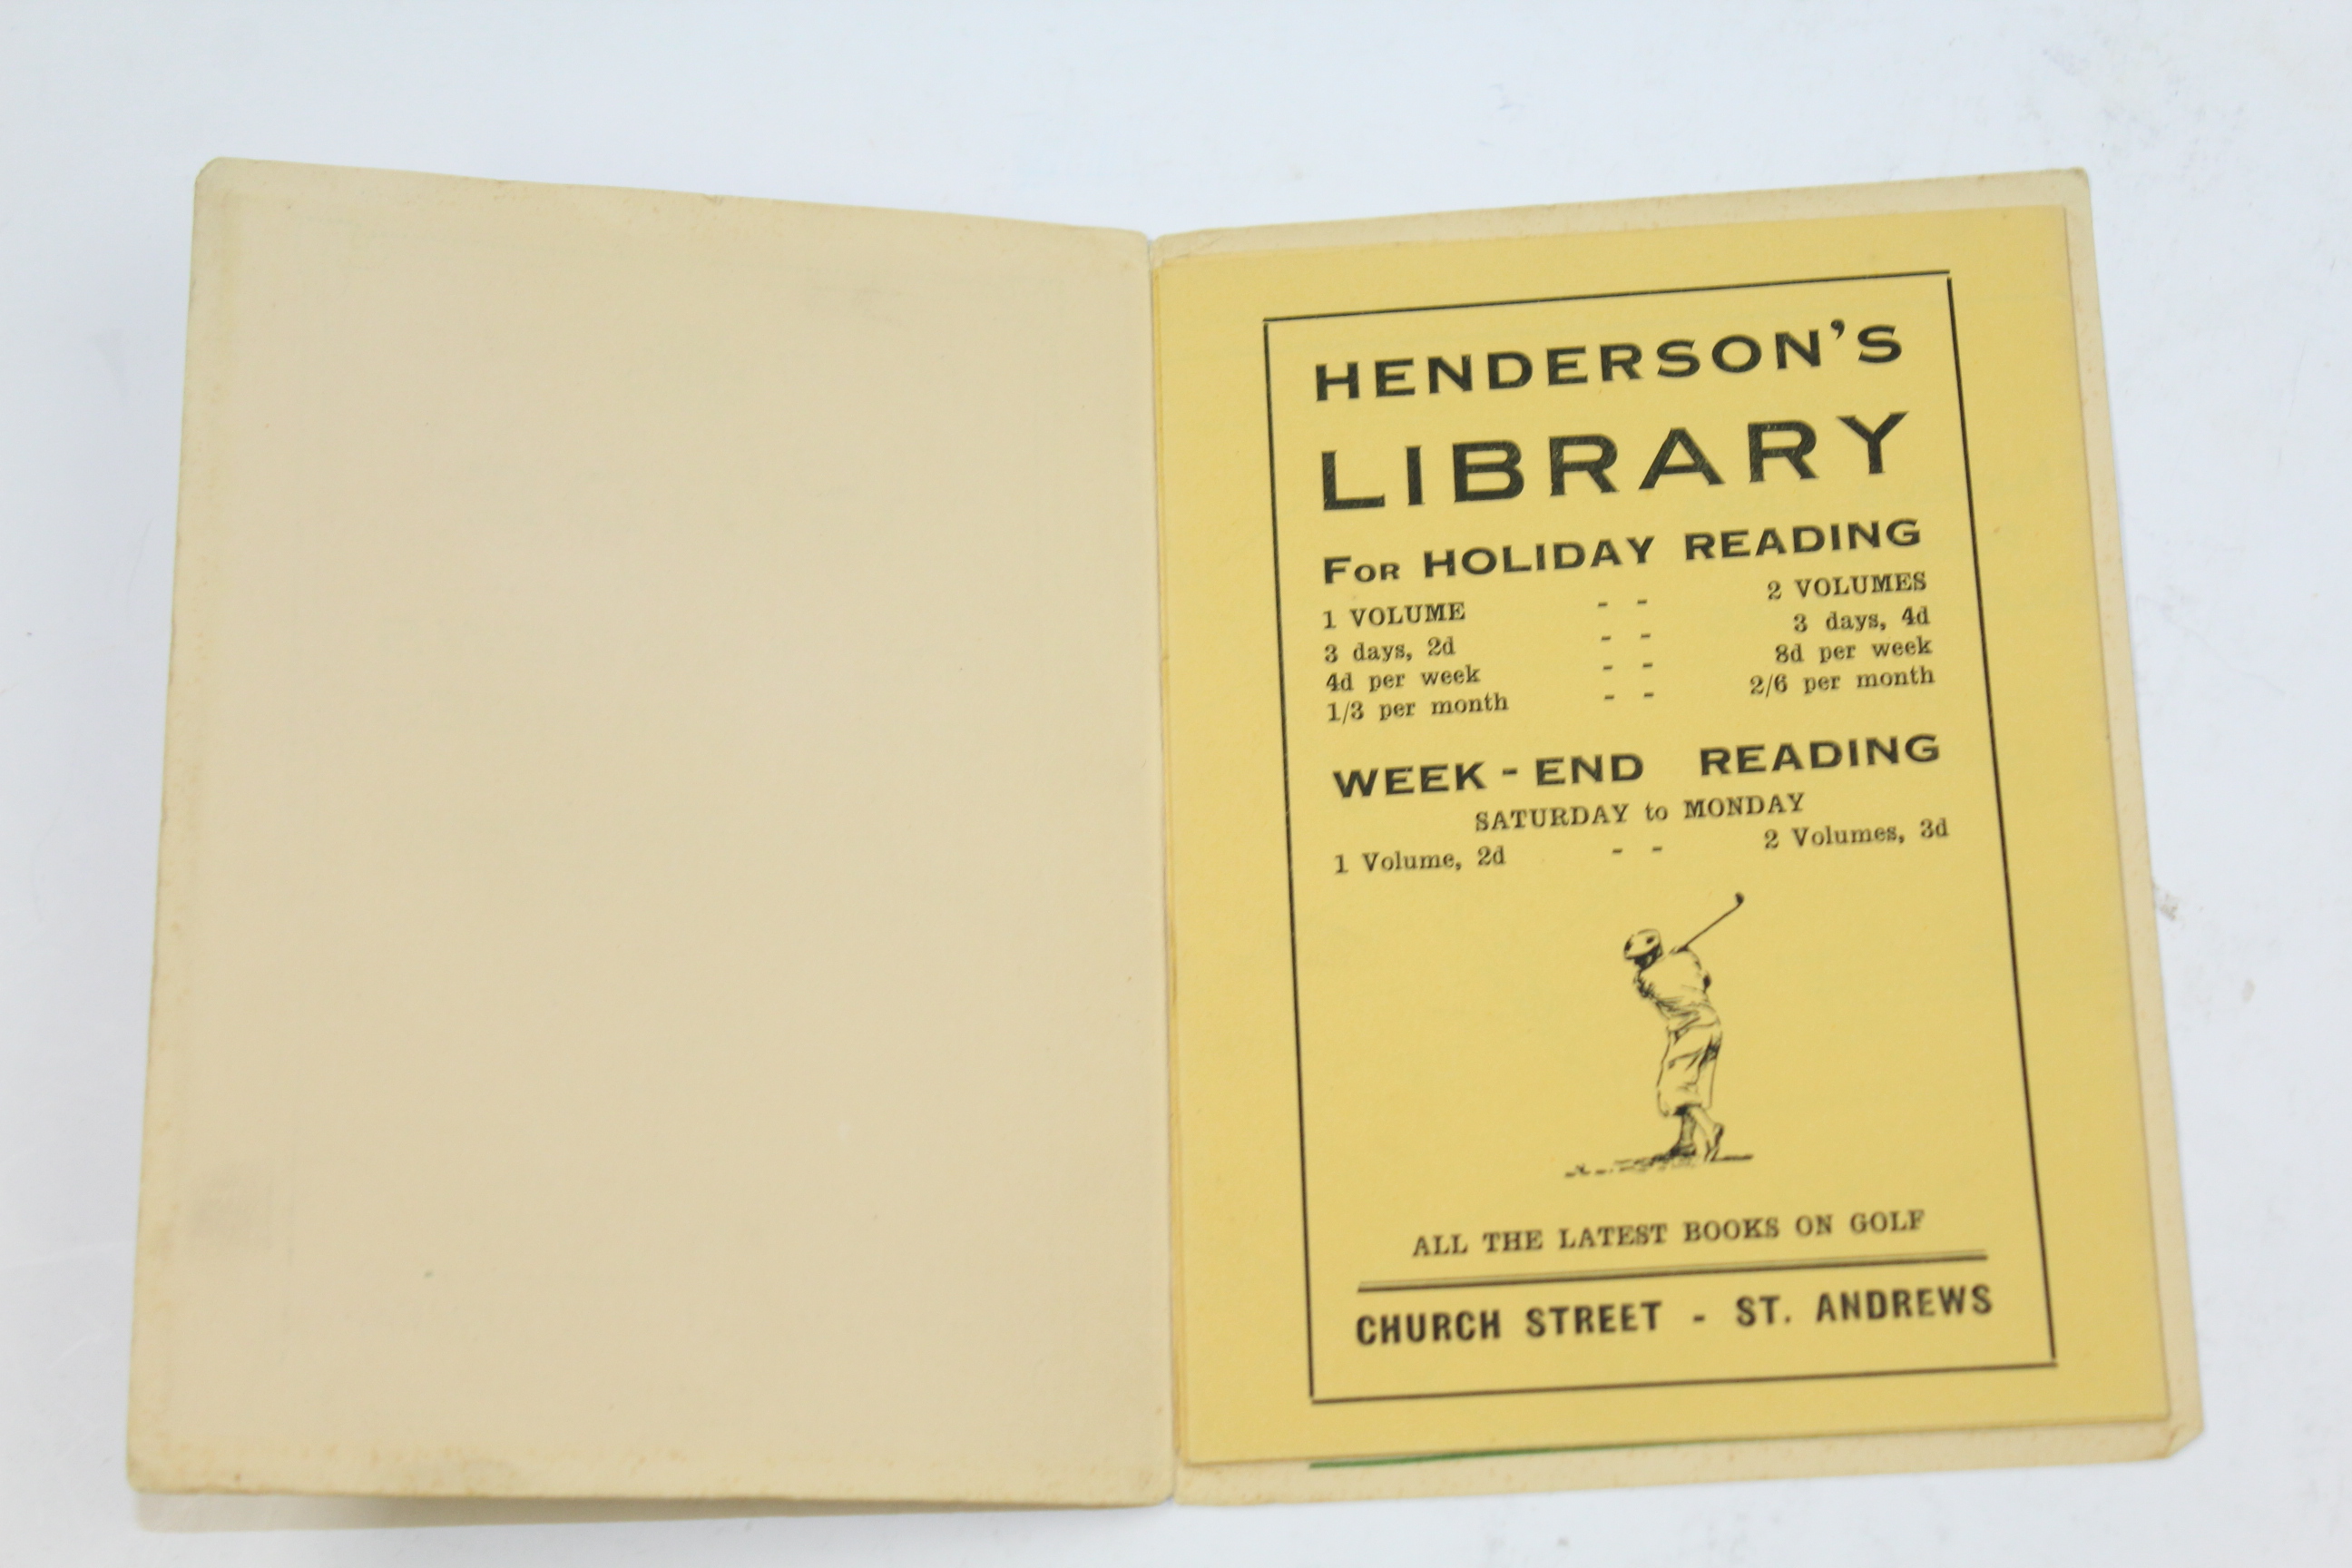 HENDERSON'S
LIBRARY
FOR HOLIDAY READING
1 VOLUME - - 2 VOLUMES
3 days, 2d - - 3 days, 4d
4d per week - - 8d per week
1/3 per month - - 2/6 per month
WEEK - END READING
SATURDAY to MONDAY
1 Volume, 2d - - 2 Volumes, 3d
ALL THE LATEST BOOKS ON GOLF
CHURCH STREET - ST. ANDREWS